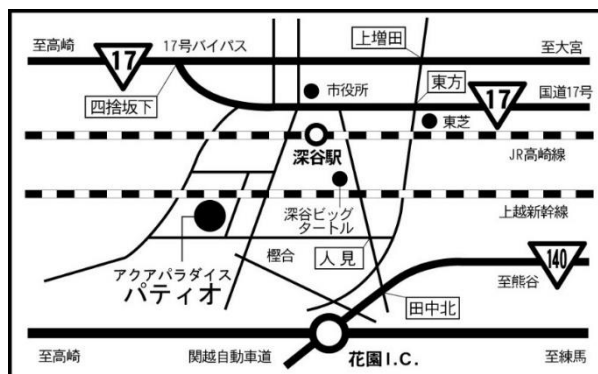 上増田
至高崎
17
17号バイパス
至大宮
四捨坂下
市役所
東方
17
国道17号
東芝
深谷駅
JR高崎線
深谷ビッグ
タートル
上越新幹線
アクアパラダイス
パティオ
樫合
人見
140
至熊谷
田中北
至高崎
関越自動車道
花園I.C.
至練馬